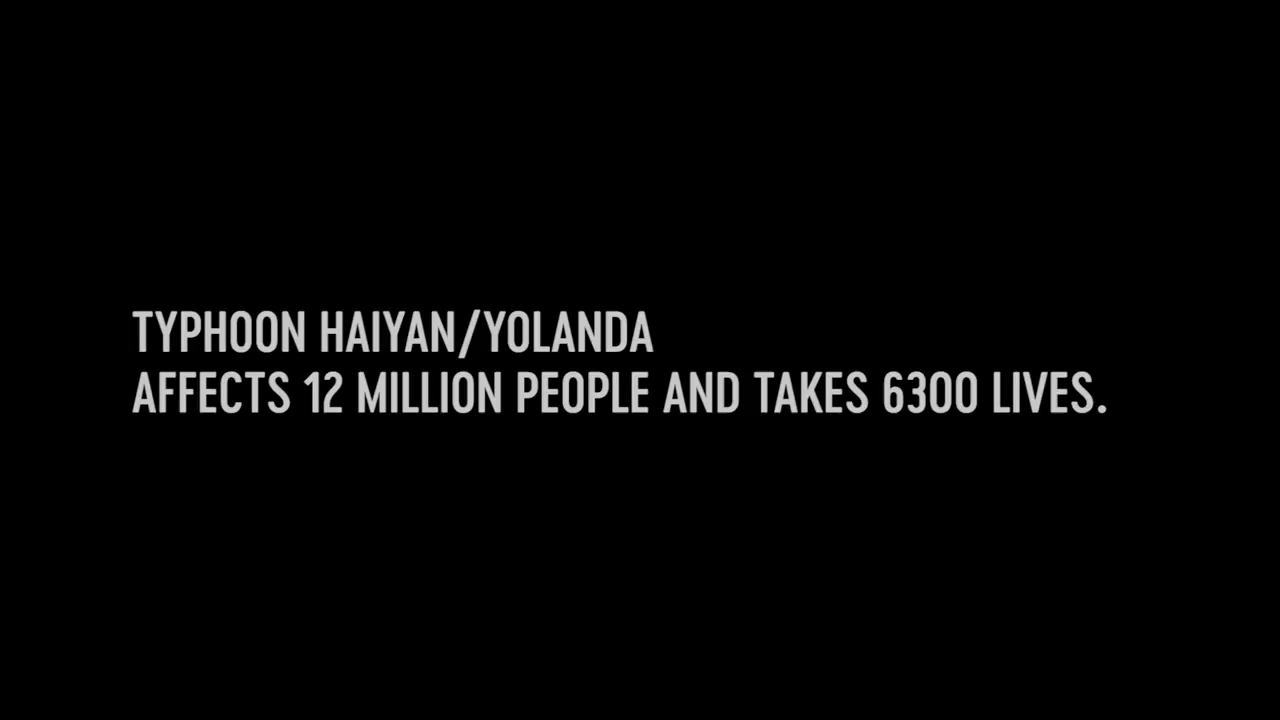 TYPHOON HAIYAN/YOLANDA
AFFECTS 12 MILLION PEOPLE AND TAKES 6300 LIVES.